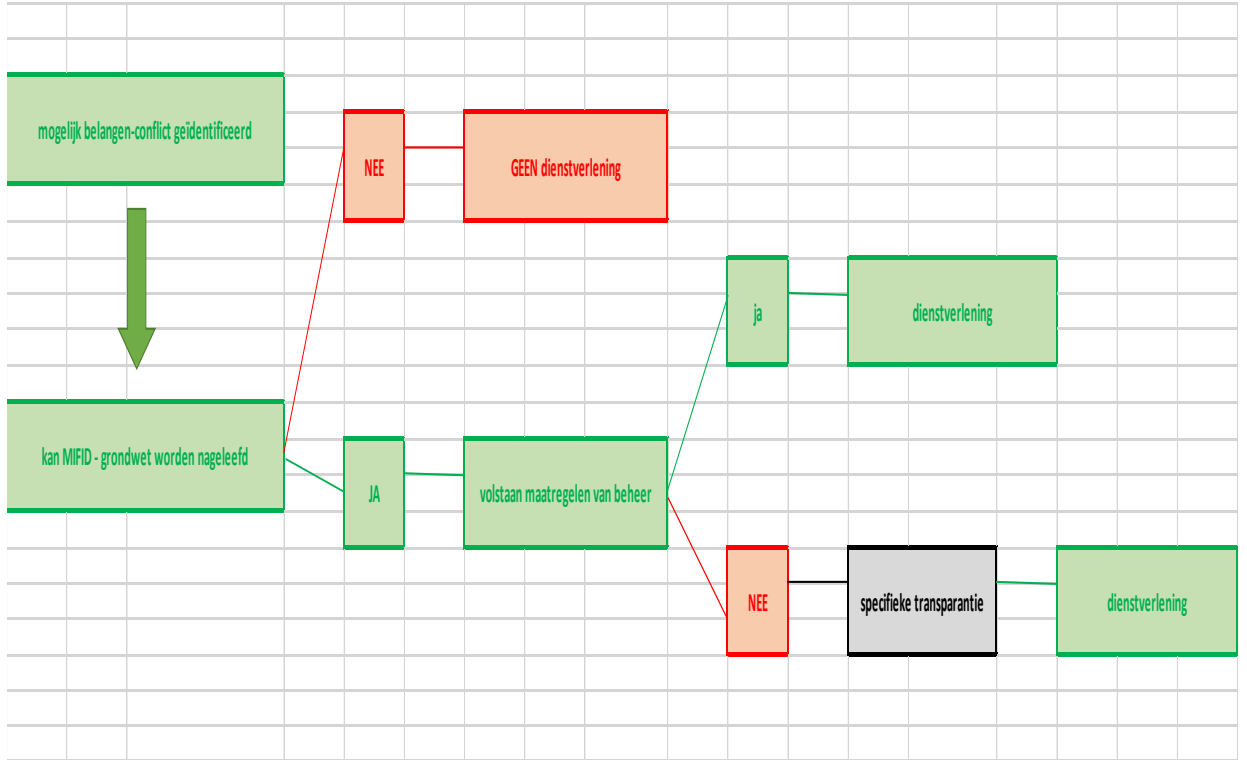 mogelijk belangen-conflict geïdentificeerd
NEE
GEEN dienstverlening
ja
dienstverlening
kan MIFID - grondwet worden nageleefd
JA
volstaan maatregelen van beheer
NEE
specifieke transparantie
dienstverlening